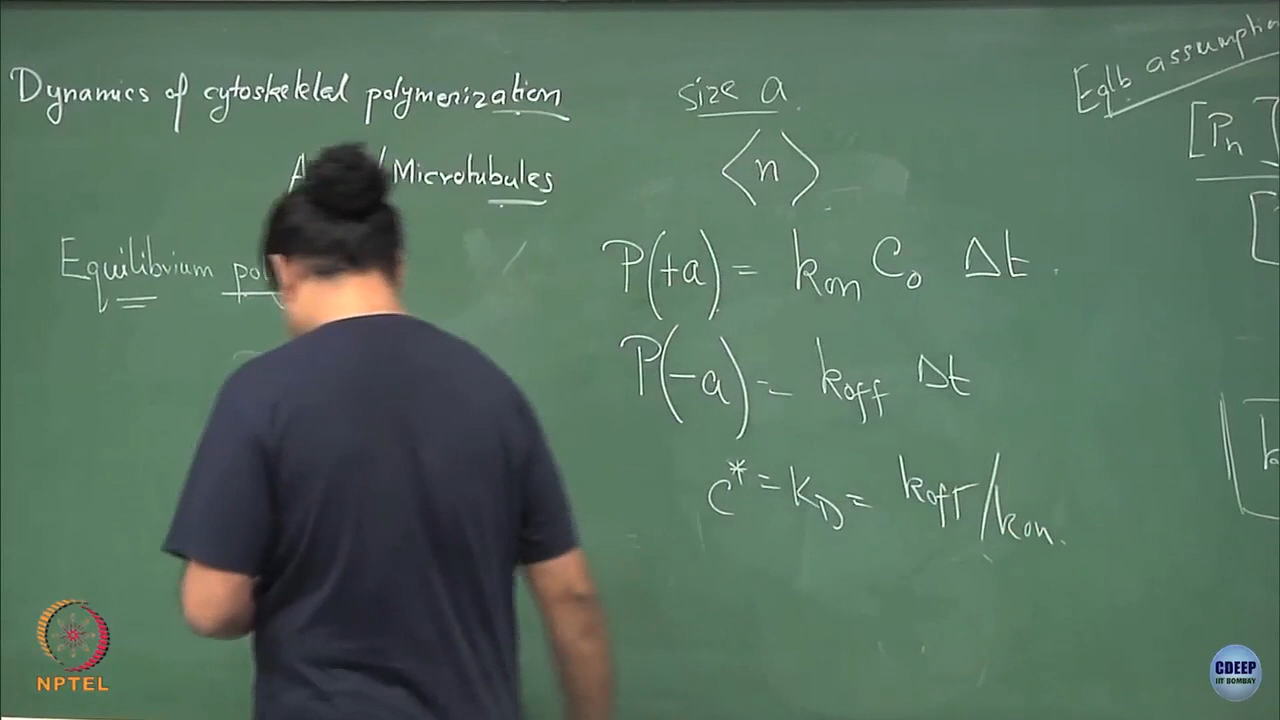 Dynamics of cytoskeletal polymerization
/ Microtubules
Equilibrium
size a
⟨n⟩
P(+a) = kon C0 Δt.
P(-a) = koff Δt
c* = KD = koff/kon.
Eqlb assumption
[Pn]
NPTEL
CDEEP
IIT BOMBAY